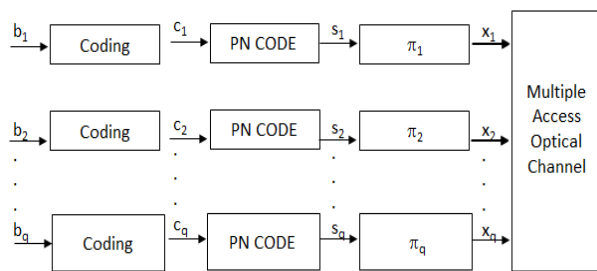 b1 Coding c1 PN CODE s1 π1 x1
b2 Coding c2 PN CODE s2 π2 x2
Multiple
Access
Optical
Channel
bq Coding cq PN CODE sq πq xq